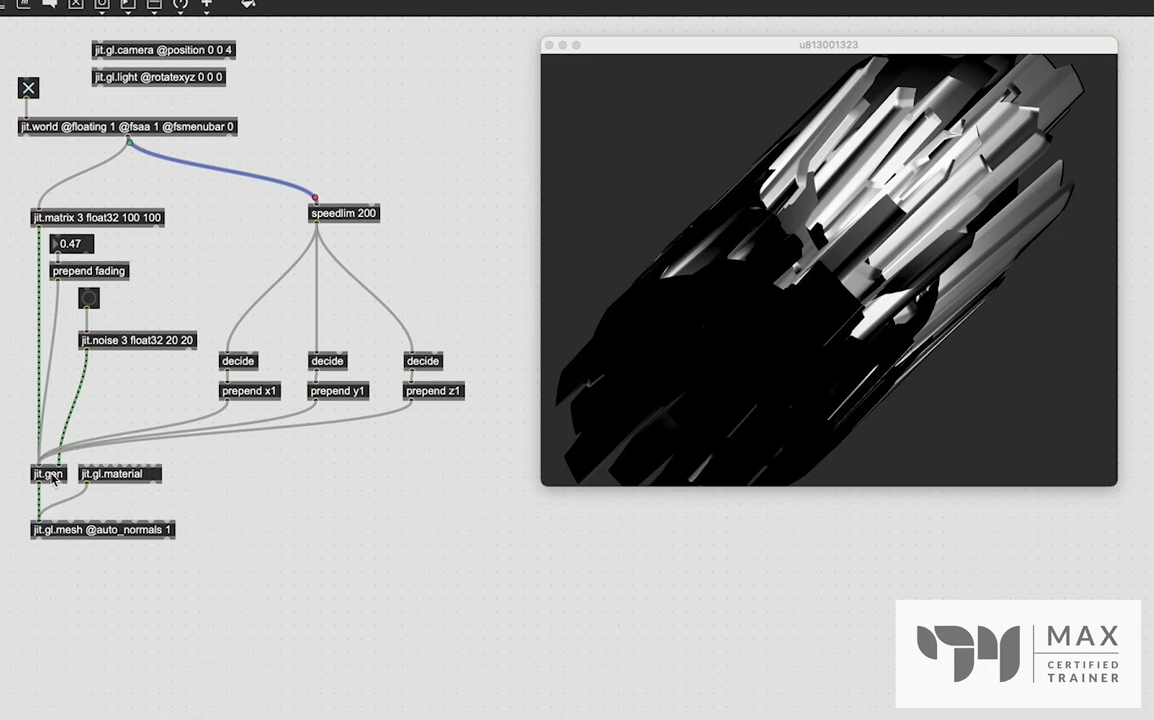 jit.gl.camera @position 0 0 4
u813001323
jit.gl.light @rotatexyz 0 0 0
jit.world @floating 1 @fsaa 1 @fsmenubar 0
jit.matrix 3 float32 100 100
speedlim 200
0.47
prepend fading
jit.noise 3 float32 20 20
decide
decide
decide
prepend x1
prepend y1
prepend z1
jit.gen
jit.gl.material
jit.gl.mesh @auto_normals 1
MAX
CERTIFIED
TRAINER